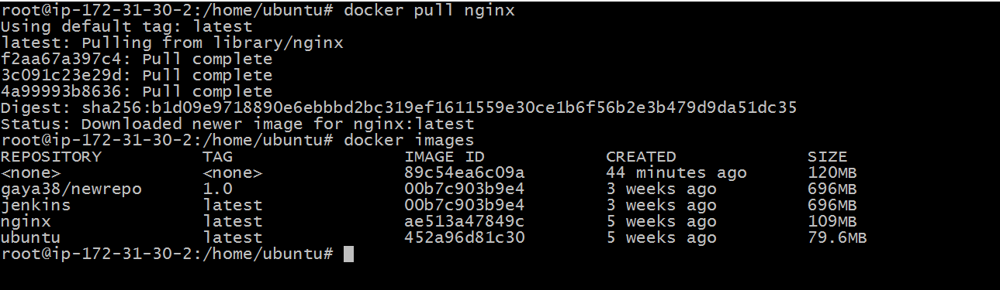 root@ip-172-31-30-2:/home/ubuntu# docker pull nginx
Using default tag: latest
latest: Pulling from library/nginx
f2aa67a397c4: Pull complete
3c091c23e29d: Pull complete
4a99993b8636: Pull complete
Digest: sha256:b1d09e9718890e6ebbbd2bc319ef1611559e30ce1b6f56b2e3b479d9da51dc35
Status: Downloaded newer image for nginx:latest
root@ip-172-31-30-2:/home/ubuntu# docker images
REPOSITORY          TAG                 IMAGE ID            CREATED             SIZE
<none>              <none>              89c54ea6c09a        44 minutes ago      120MB
gaya38/newrepo      1.0                 00b7c903b9e4        3 weeks ago         696MB
jenkins             latest              00b7c903b9e4        3 weeks ago         696MB
nginx               latest              ae513a47849c        5 weeks ago         109MB
ubuntu              latest              452a96d81c30        5 weeks ago         79.6MB
root@ip-172-31-30-2:/home/ubuntu#